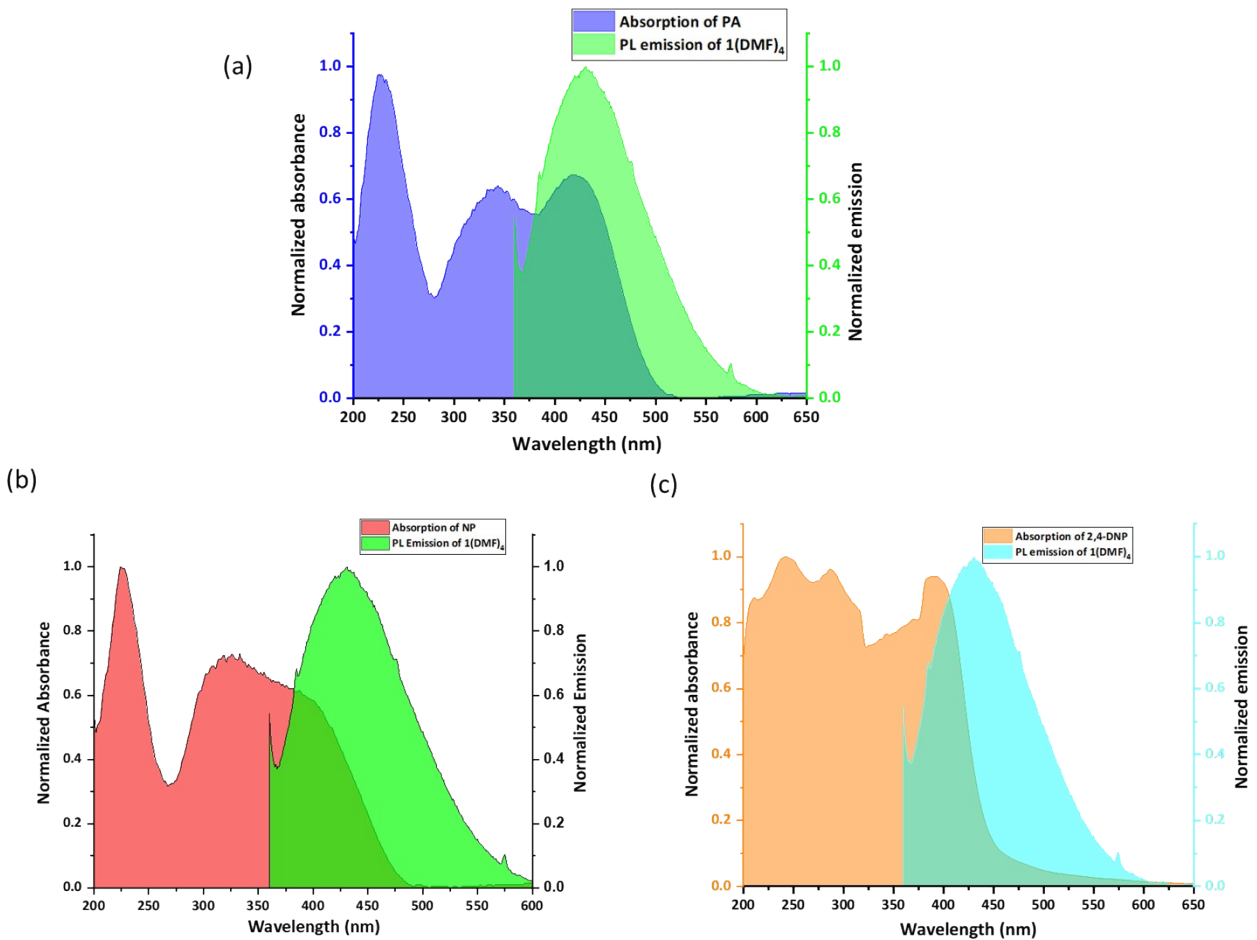 (a)
Absorption of PA
PL emission of 1(DMF)₄
Normalized absorbance
1.0
0.8
0.6
0.4
0.2
0.0
200 250 300 350 400 450 500 550 600 650
Wavelength (nm)
1.0
0.8
0.6
0.4
0.2
0.0
Normalized emission
(b)
Absorption of NP
PL Emission of 1(DMF)₄
Normalized Absorbance
1.0
0.8
0.6
0.4
0.2
0.0
200 250 300 350 400 450 500 550 600
Wavelength (nm)
1.0
0.8
0.6
0.4
0.2
0.0
Normalized Emission
(c)
Absorption of 2,4-DNP
PL emission of 1(DMF)₄
Normalized absorbance
1.0
0.8
0.6
0.4
0.2
0.0
200 250 300 350 400 450 500 550 600 650
Wavelength (nm)
1.0
0.8
0.6
0.4
0.2
0.0
Normalized emission